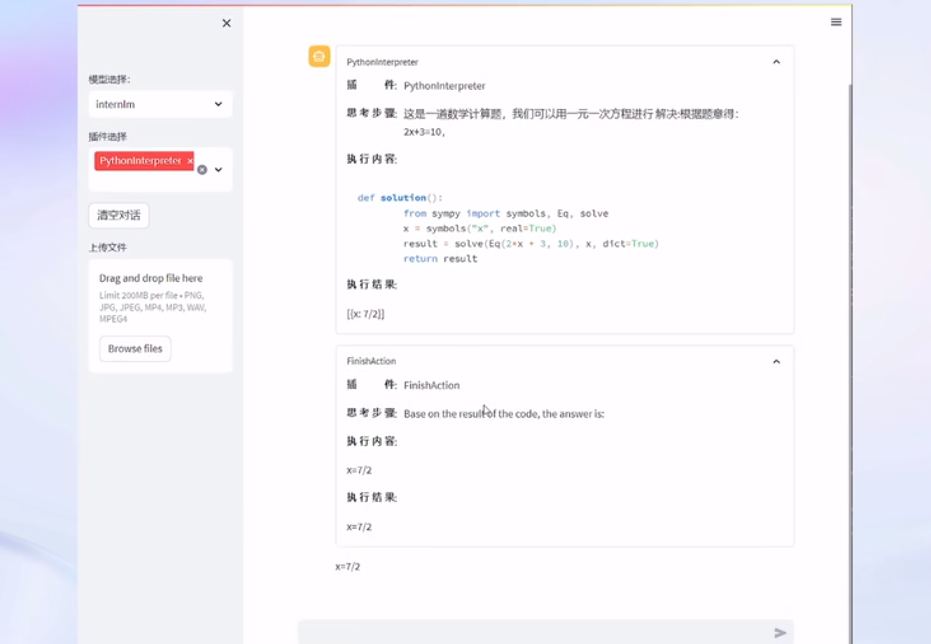 模型选择:
internlm
插件选择
PythonInterpreter ×
清空对话
上传文件
Drag and drop file here
Limit 200MB per file • PNG,
JPG, JPEG, MP4, MP3, WAV,
MPEG4
Browse files
PythonInterpreter
插 件: PythonInterpreter
思考步骤: 这是一道数学计算题，我们可以用一元一次方程进行 解决:根据题意得:
2x+3=10,
执行内容:
def solution():
from sympy import symbols, Eq, solve
x = symbols("x", real=True)
result = solve(Eq(2*x + 3, 10), x, dict=True)
return result
执行结果:
[{x: 7/2}]
FinishAction
插 件: FinishAction
思考步骤: Base on the result of the code, the answer is:
执行内容:
x=7/2
执行结果:
x=7/2
x=7/2